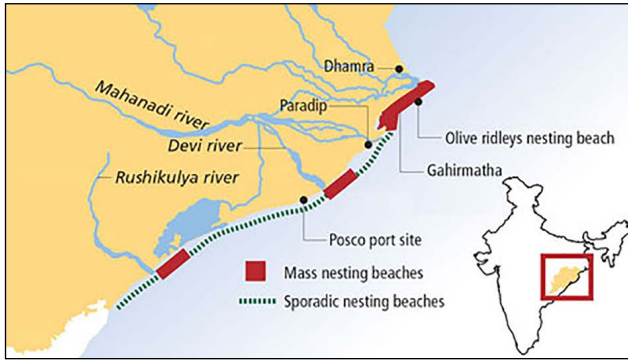 Dhamra
Mahanadi river
Paradip
Devi river
Olive ridleys nesting beach
Gahirmatha
Rushikulya river
Posco port site
Mass nesting beaches
Sporadic nesting beaches